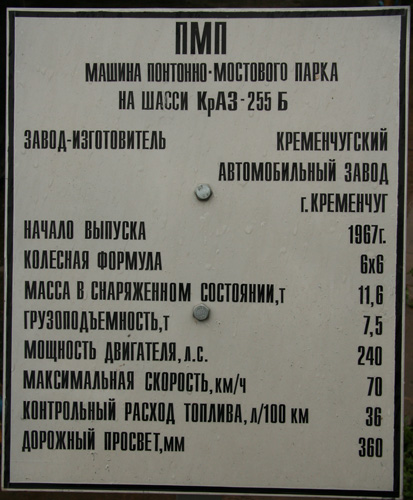 ПМП
МАШИНА ПОНТОННО-МОСТОВОГО ПАРКА
НА ШАССИ КрАЗ-255 Б
ЗАВОД-ИЗГОТОВИТЕЛЬ КРЕМЕНЧУГСКИЙ
АВТОМОБИЛЬНЫЙ ЗАВОД
г. КРЕМЕНЧУГ
НАЧАЛО ВЫПУСКА 1967г.
КОЛЕСНАЯ ФОРМУЛА 6х6
МАССА В СНАРЯЖЕННОМ СОСТОЯНИИ,т 11,6
ГРУЗОПОДЪЕМНОСТЬ,т 7,5
МОЩНОСТЬ ДВИГАТЕЛЯ, л.с. 240
МАКСИМАЛЬНАЯ СКОРОСТЬ, км/ч 70
КОНТРОЛЬНЫЙ РАСХОД ТОПЛИВА, л/100 км 36
ДОРОЖНЫЙ ПРОСВЕТ,мм 360